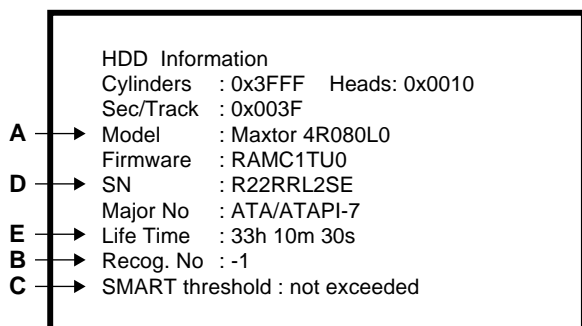 HDD Information
Cylinders : 0x3FFF Heads: 0x0010
Sec/Track : 0x003F
A Model : Maxtor 4R080L0
Firmware : RAMC1TU0
D SN : R22RRL2SE
Major No : ATA/ATAPI-7
E Life Time : 33h 10m 30s
B Recog. No : -1
C SMART threshold : not exceeded